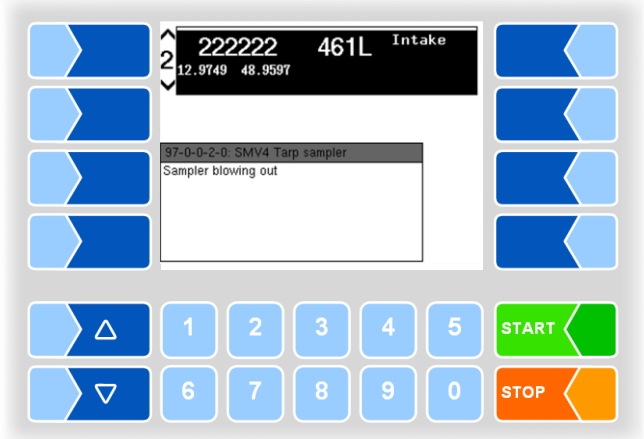 222222 461L Intake
2
12.9749 48.9597
97-0-0-2-0: SMV4 Tarp sampler
Sampler blowing out
1 2 3 4 5 START
6 7 8 9 0 STOP